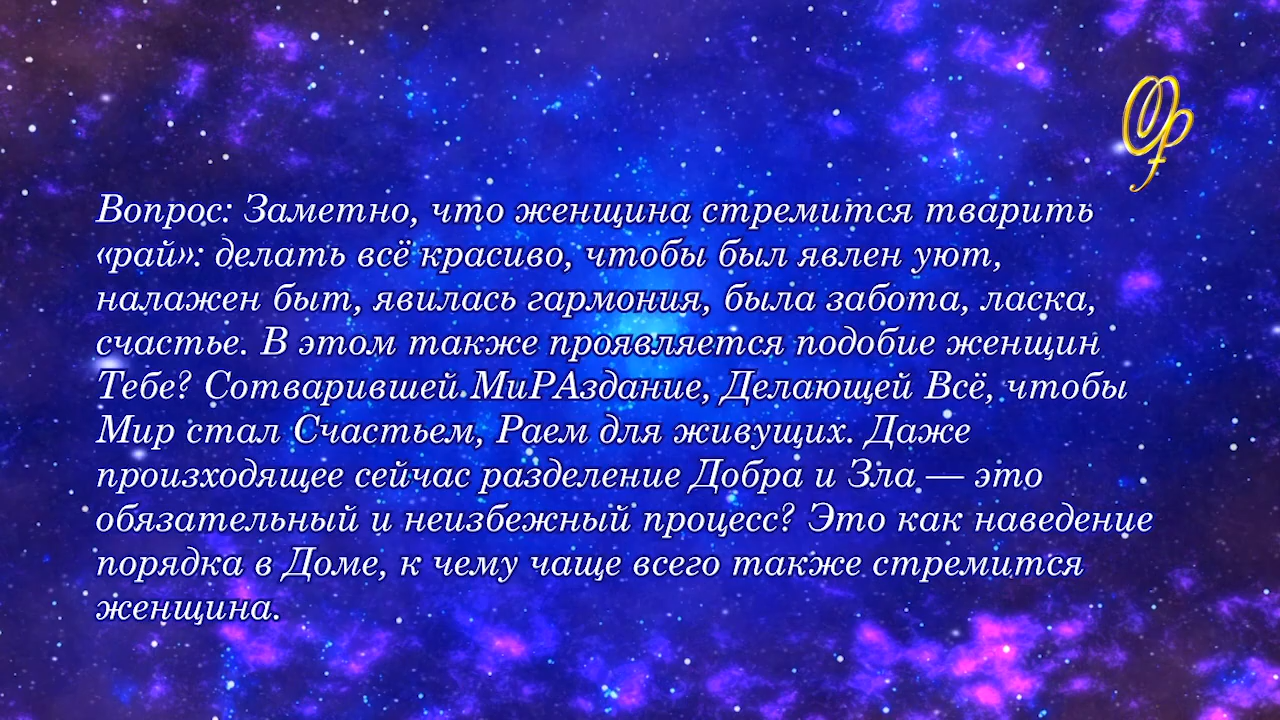 Вопрос: Заметно, что женщина стремится тварить
«рай»: делать всё красиво, чтобы был явлен уют,
налажен быт, явилась гармония, была забота, ласка,
счастье. В этом также проявляется подобие женщин
Тебе? Сотварившей МиРАздание, Делающей Всё, чтобы
Мир стал Счастьем, Раем для живущих. Даже
произходящее сейчас разделение Добра и Зла — это
обязательный и неизбежный процесс? Это как наведение
порядка в Доме, к чему чаще всего также стремится
женщина.